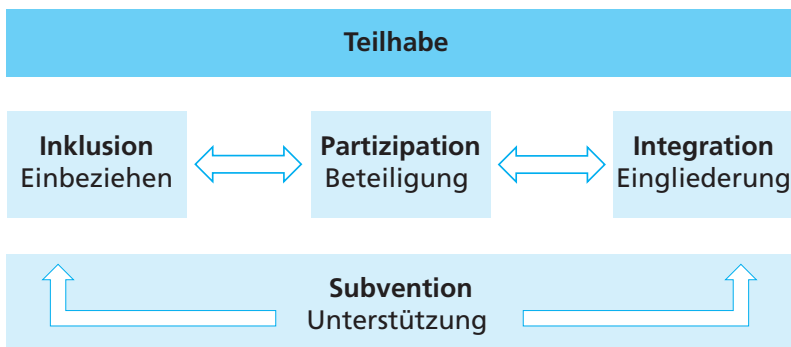 Teilhabe
Inklusion
Einbeziehen
Partizipation
Beteiligung
Integration
Eingliederung
Subvention
Unterstützung